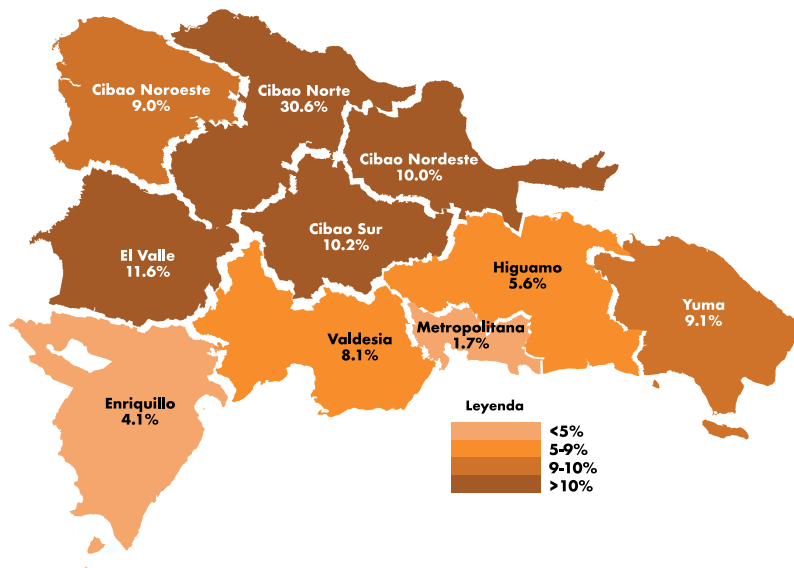 Cibao Noroeste
9.0%
Cibao Norte
30.6%
Cibao Nordeste
10.0%
El Valle
11.6%
Cibao Sur
10.2%
Higuamo
5.6%
Yuma
9.1%
Valdesia
8.1%
Metropolitana
1.7%
Enriquillo
4.1%
Leyenda
<5%
5-9%
9-10%
>10%